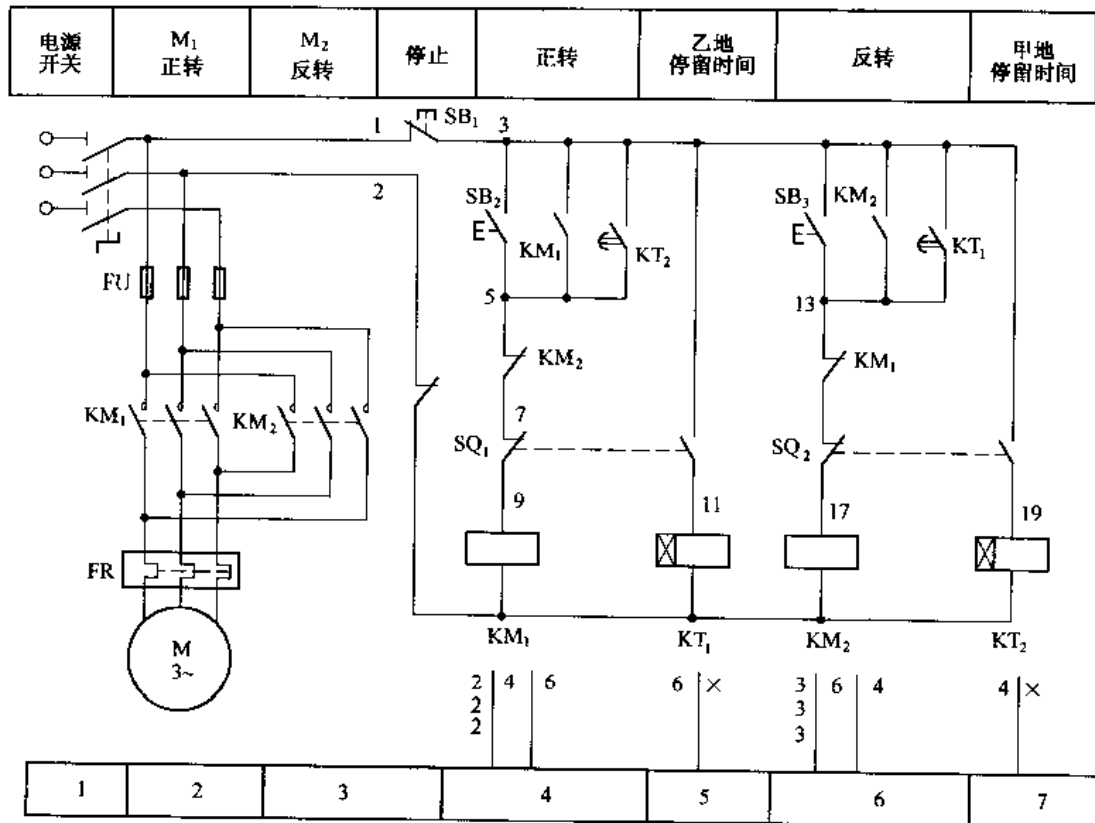 电源
开关
M₁
正转
M₂
反转
停止
正转
乙地
停留时间
反转
甲地
停留时间
1
SB₁
3
2
SB₂
KM₁
KT₂
SB₃
KM₂
KT₁
FU
5
13
KM₂
KM₁
KM₁
KM₂
7
SQ₁
SQ₂
9
11
17
19
FR
M
3~
KM₁
KT₁
KM₂
KT₂
2 4 6
2
2
6 ×
3 6 4
3
3
4 ×
1 2 3 4 5 6 7